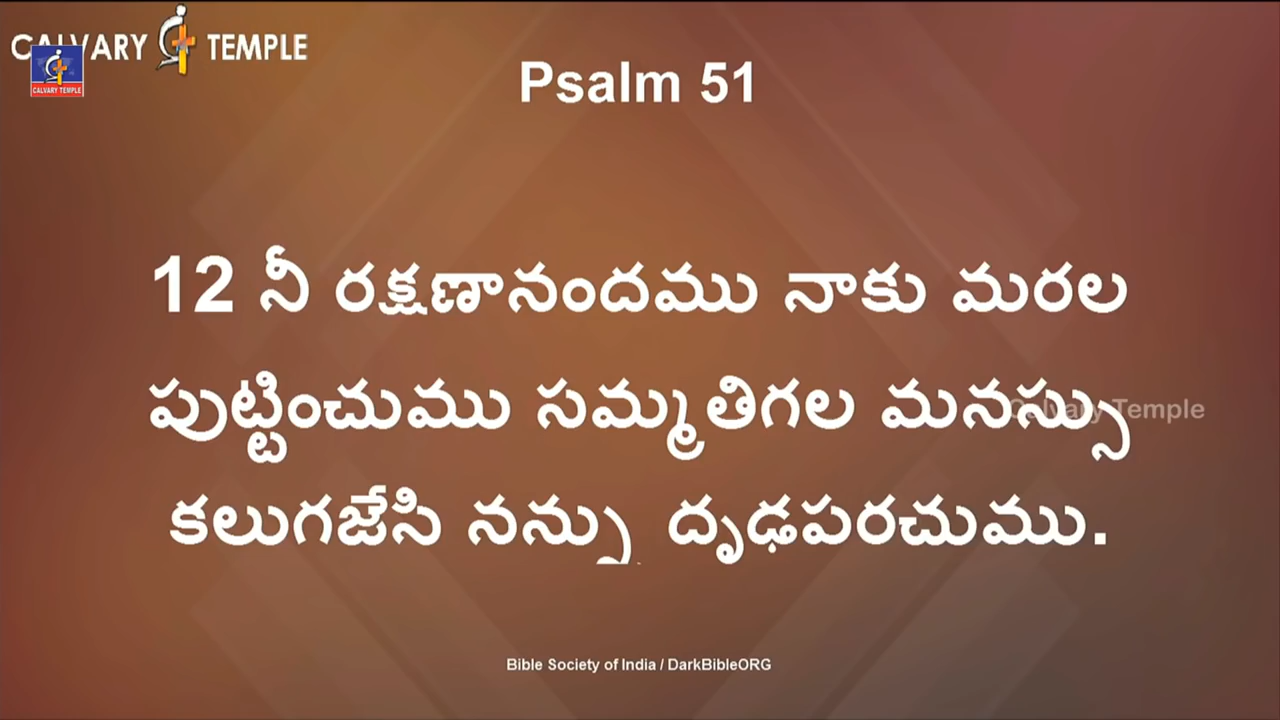 CALVARY TEMPLE
CALVARY TEMPLE
Psalm 51
12 నీ రక్షణానందము నాకు మరల
పుట్టించుము సమ్మతిగల మనస్సు
Calvary Temple
కలుగజేసి నన్ను దృఢపరచుము.
Bible Society of India / DarkBibleORG